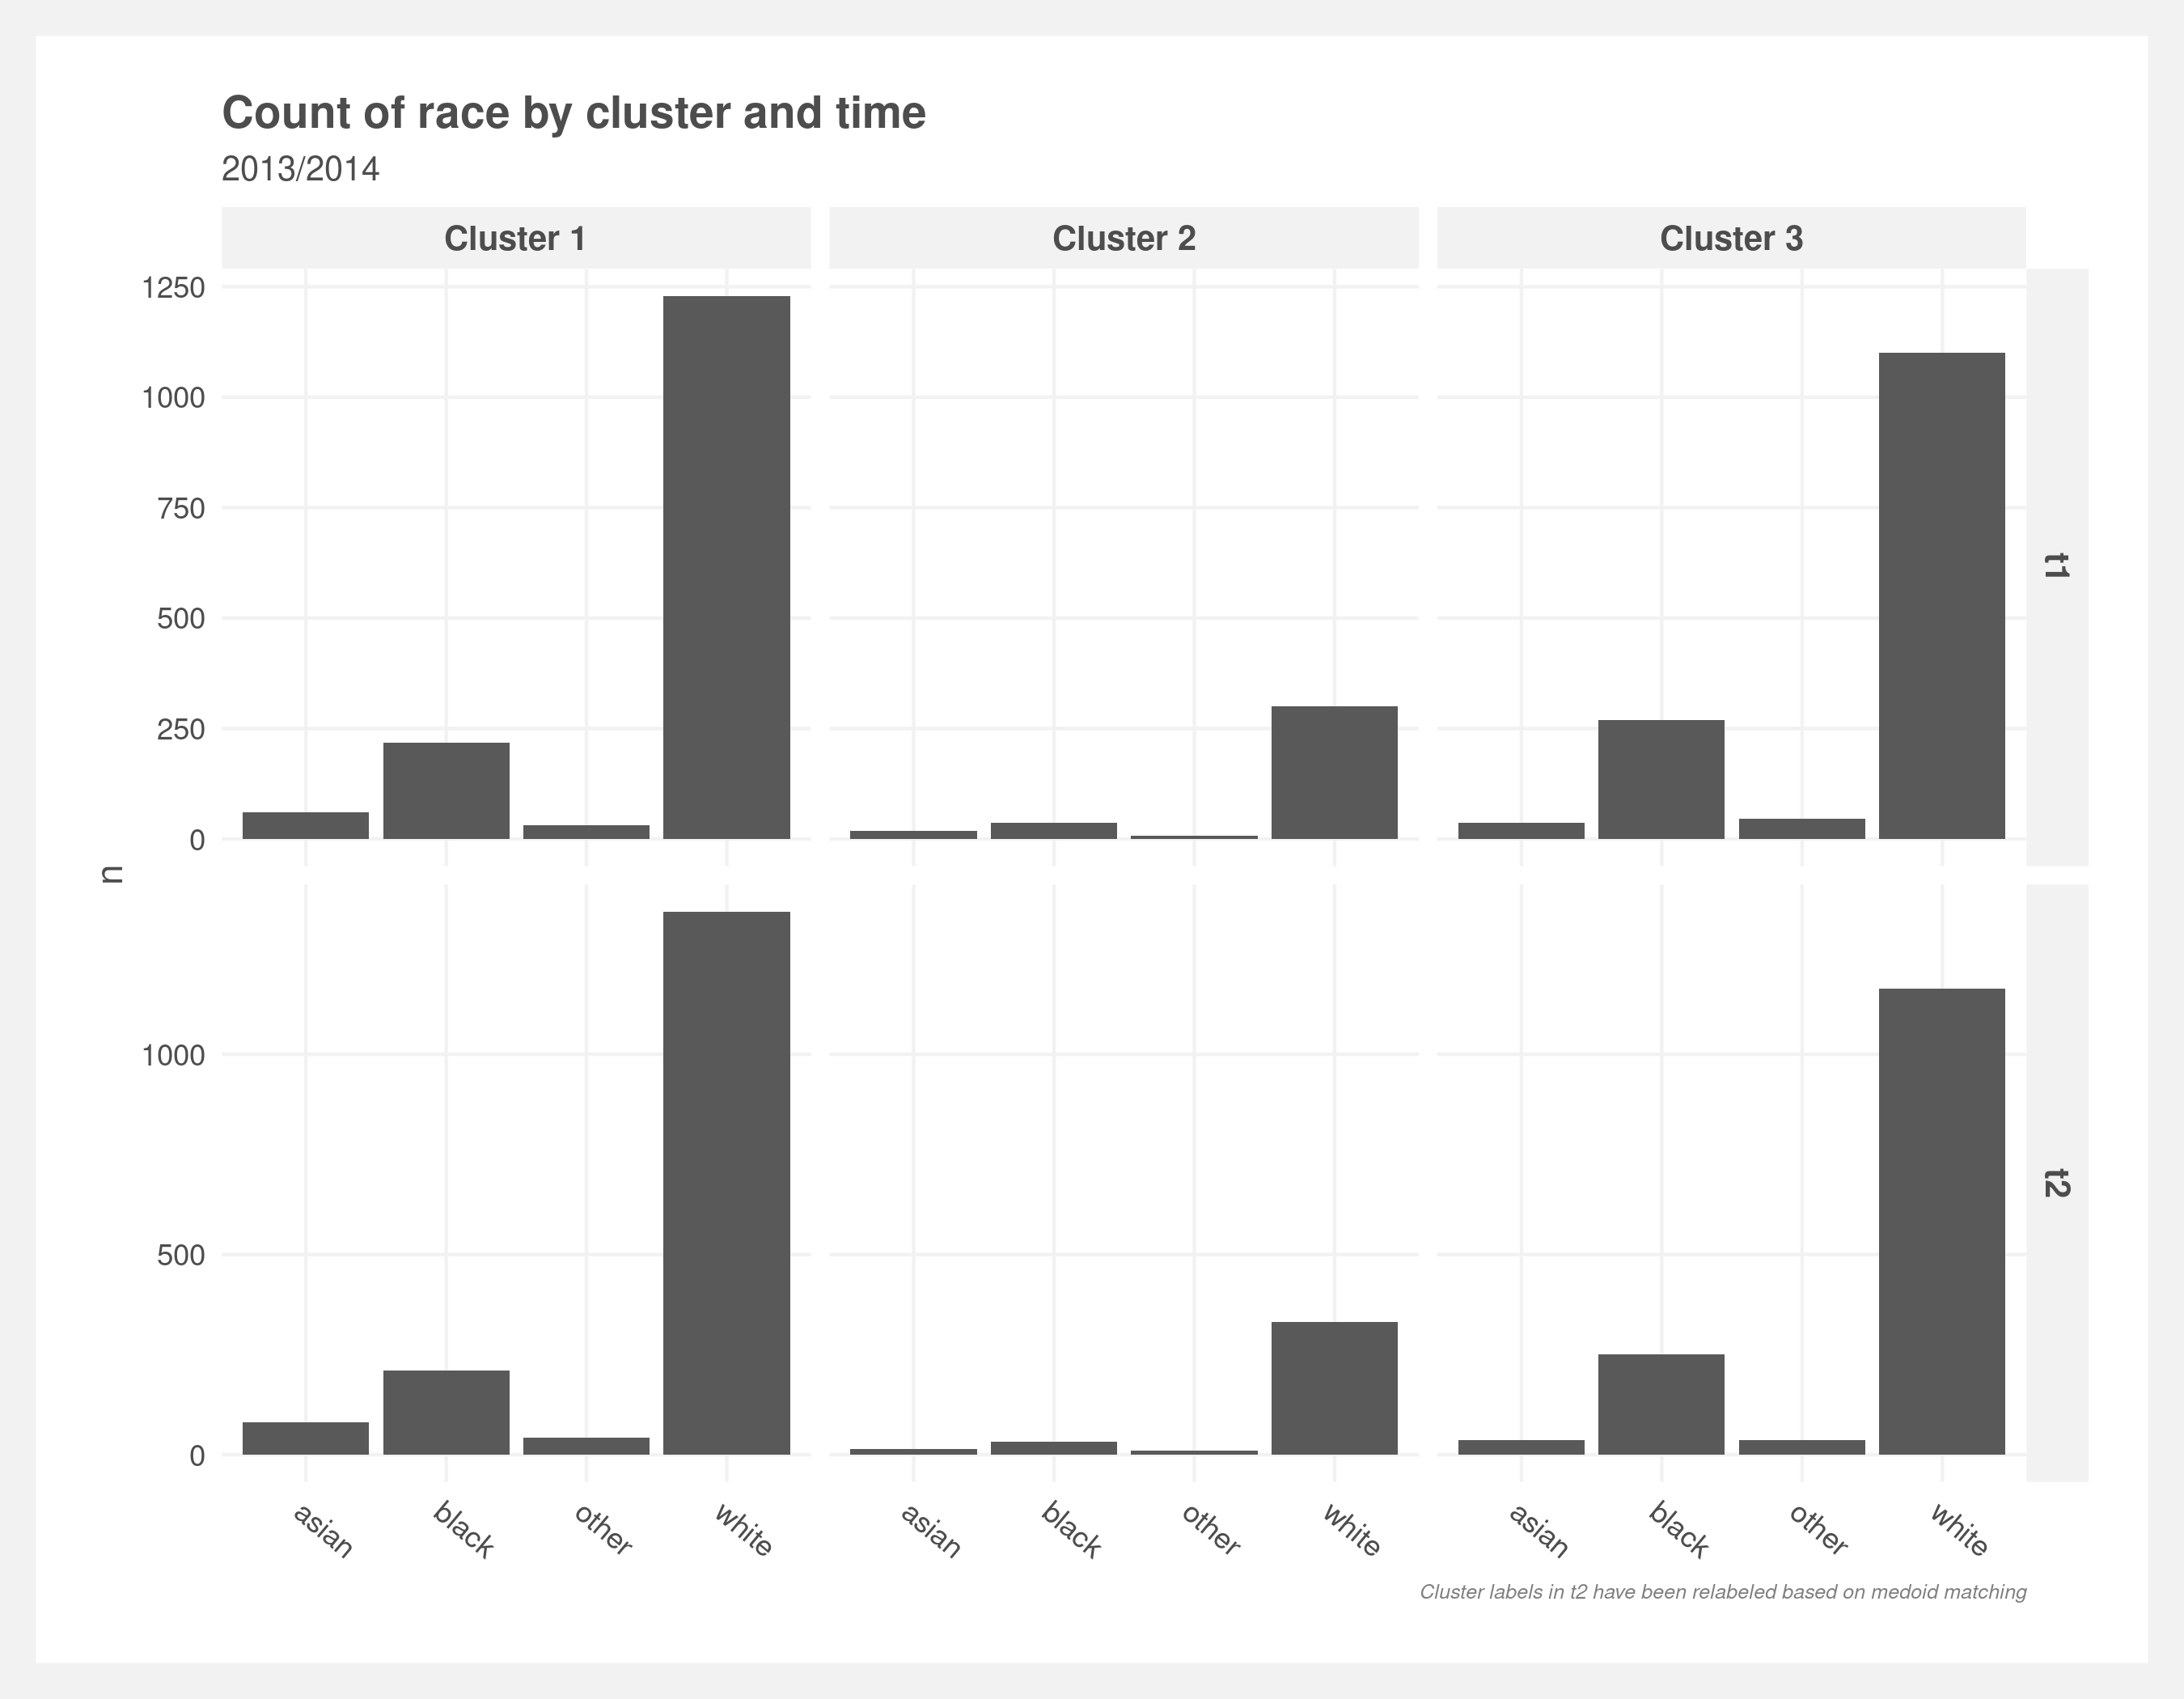 Count of race by cluster and time
2013/2014
Cluster 1 Cluster 2 Cluster 3
1250
1000
750
500
250
0
t1
n
1000
500
0
t2
asian black other white asian black other white asian black other white
Cluster labels in t2 have been relabeled based on medoid matching